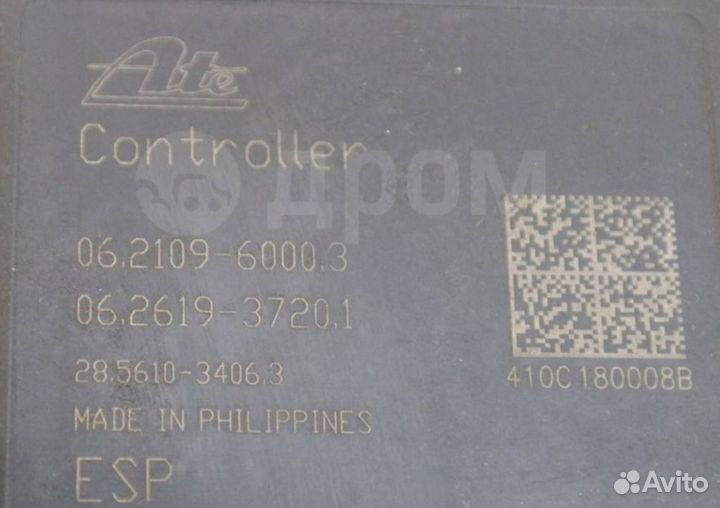 Ate
Controller
дром
06.2109-6000.3
06.2619-3720.1
28.5610-3406.3
410C180008B
MADE IN PHILIPPINES
ESP
Avito